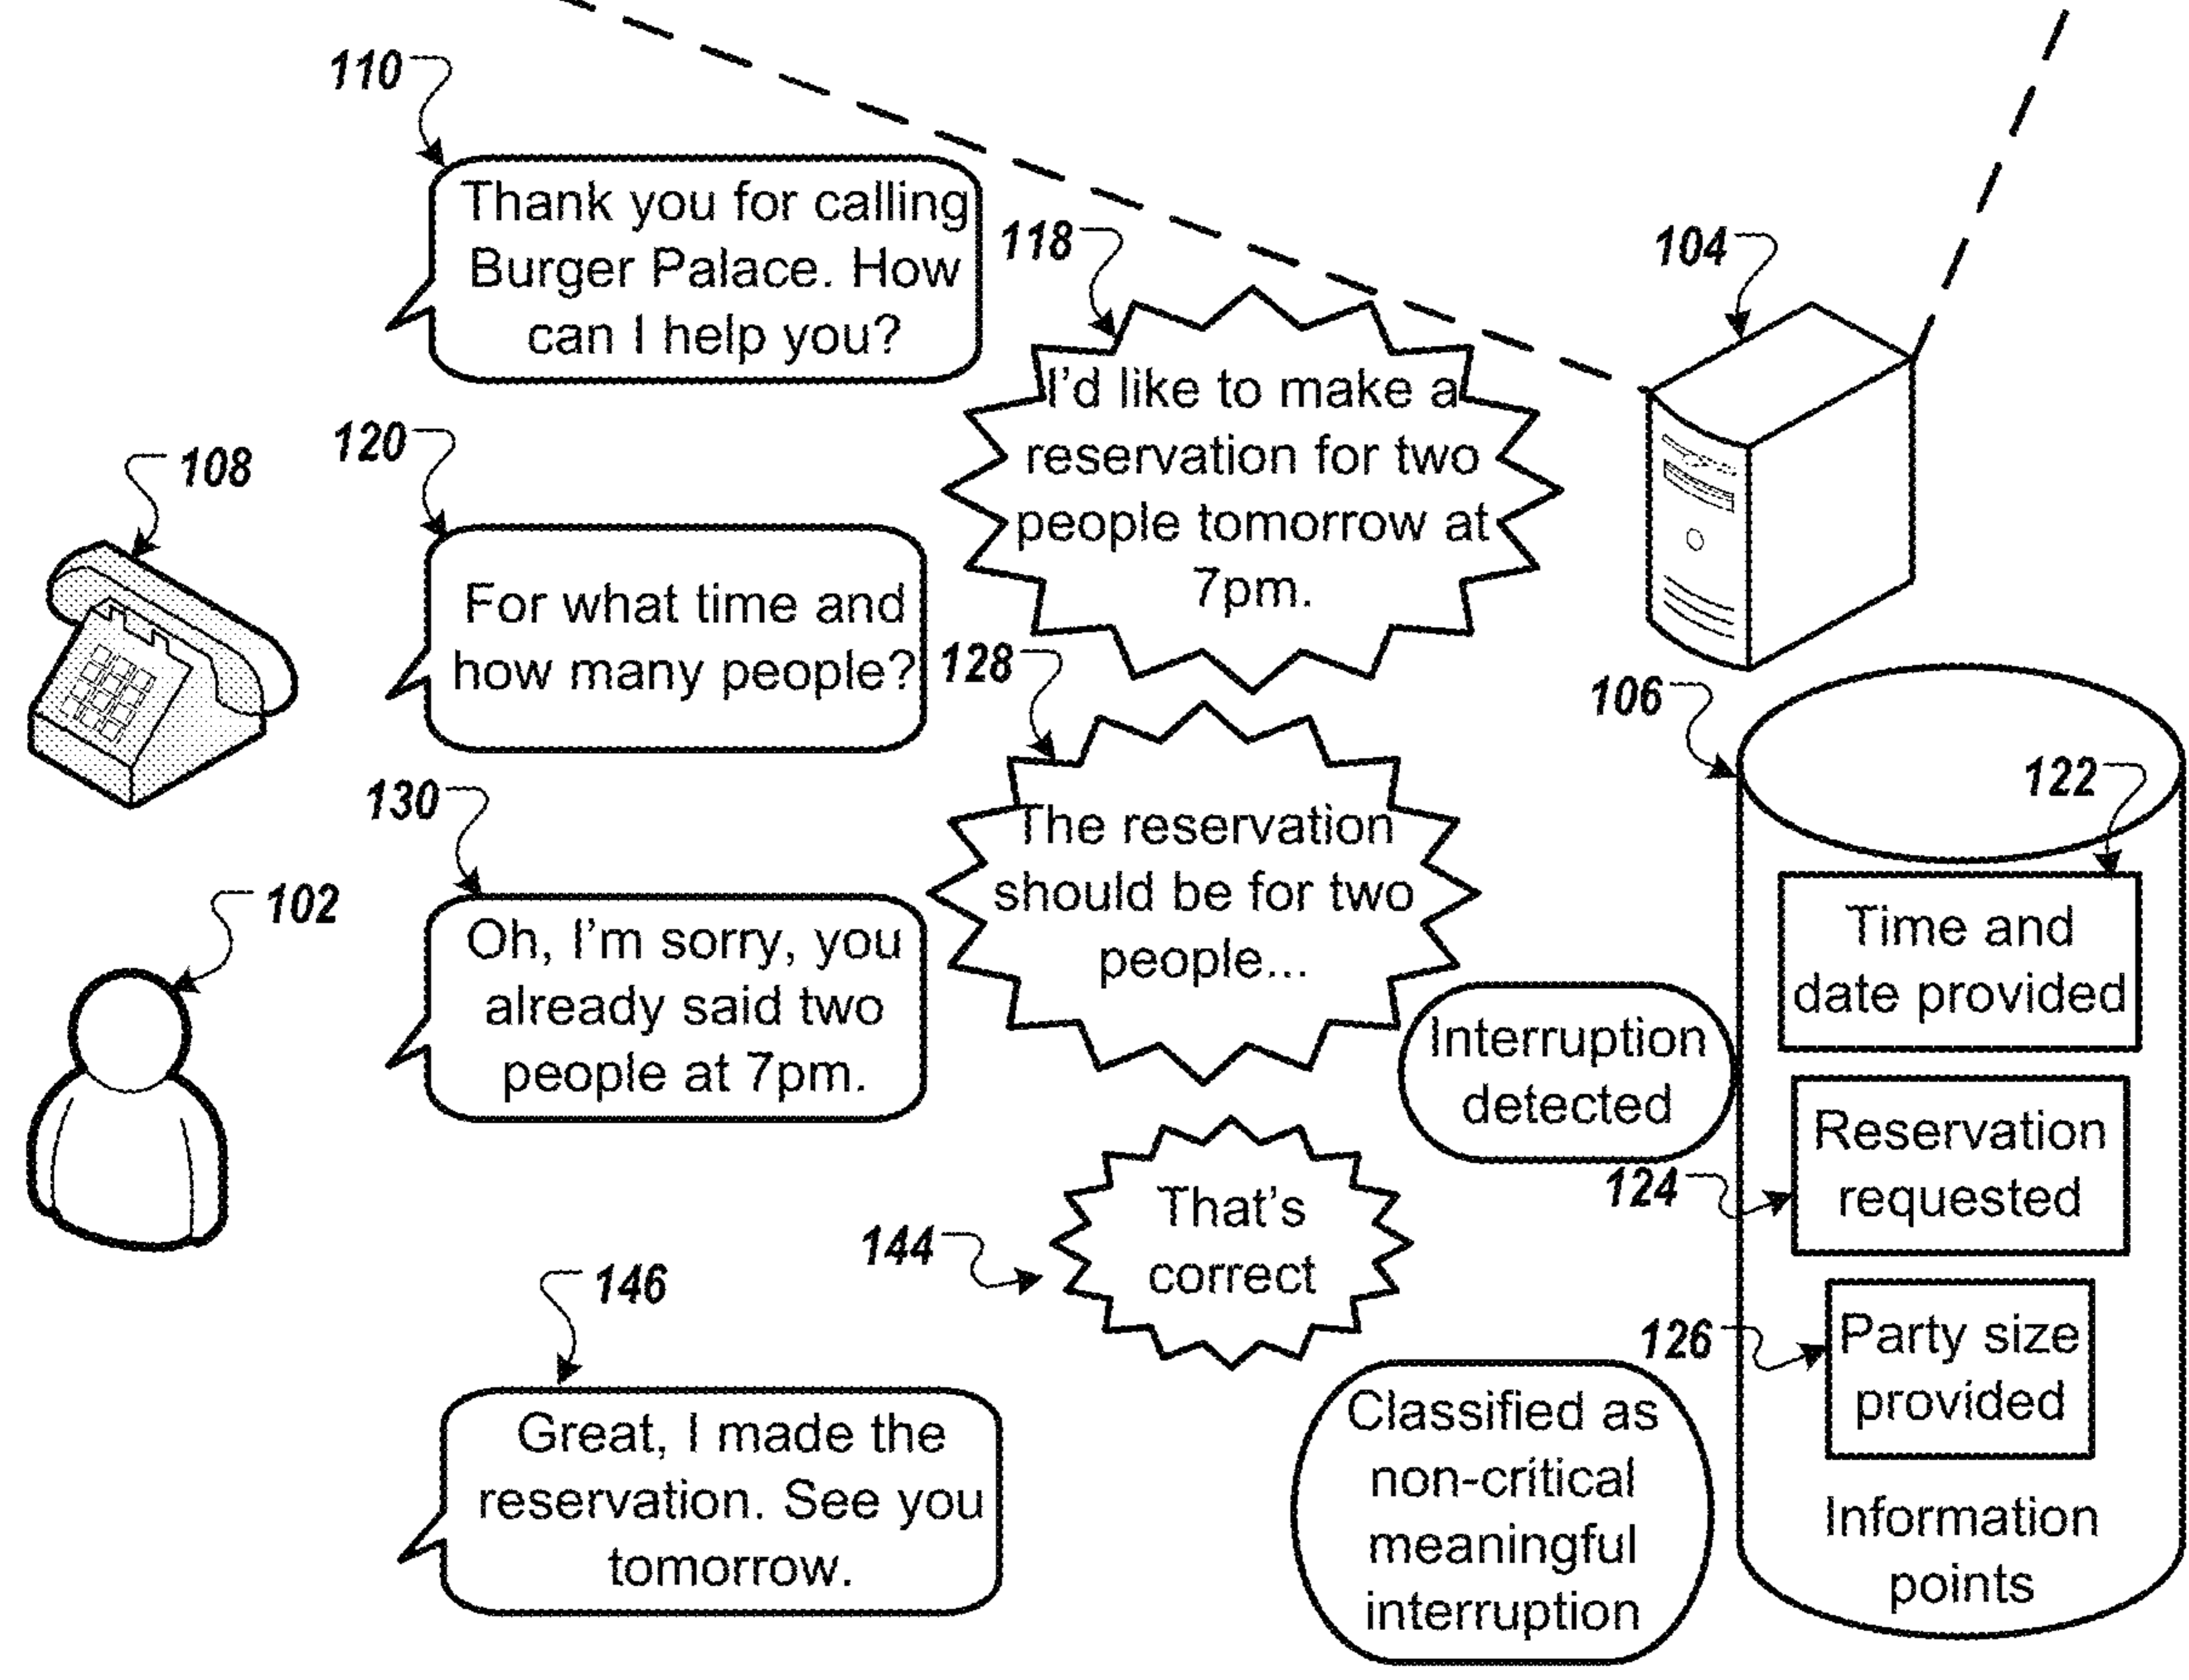 110
Thank you for calling
Burger Palace. How
can I help you?
118
I'd like to make a
reservation for two
people tomorrow at
7pm.
104
108
120
For what time and
how many people?
128
The reservation
should be for two
people...
106
122
Time and
date provided
130
Oh, I'm sorry, you
already said two
people at 7pm.
102
Interruption
detected
124
Reservation
requested
144
That's
correct
126
Party size
provided
146
Great, I made the
reservation. See you
tomorrow.
Classified as
non-critical
meaningful
interruption
Information
points